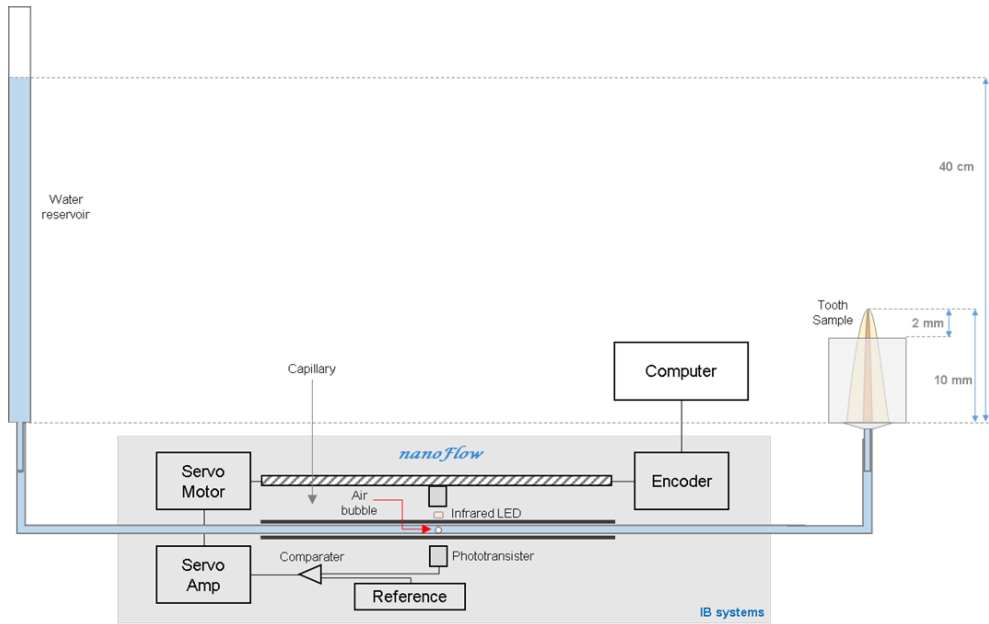 40 cm
Water
reservoir
Tooth
Sample
2 mm
10 mm
Computer
Capillary
nanoFlow
Servo
Motor
Encoder
Air
bubble
Infrared LED
Servo
Amp
Comparater
Phototransister
Reference
IB systems